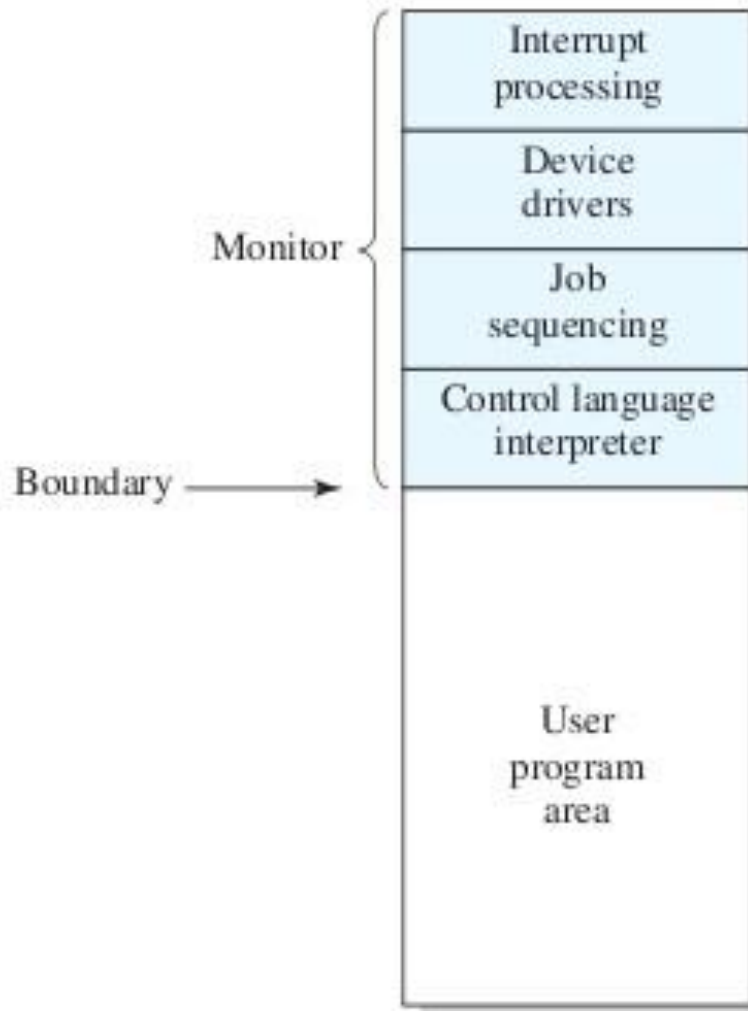 Interrupt
processing
Device
drivers
Monitor
Job
sequencing
Control language
interpreter
Boundary
User
program
area